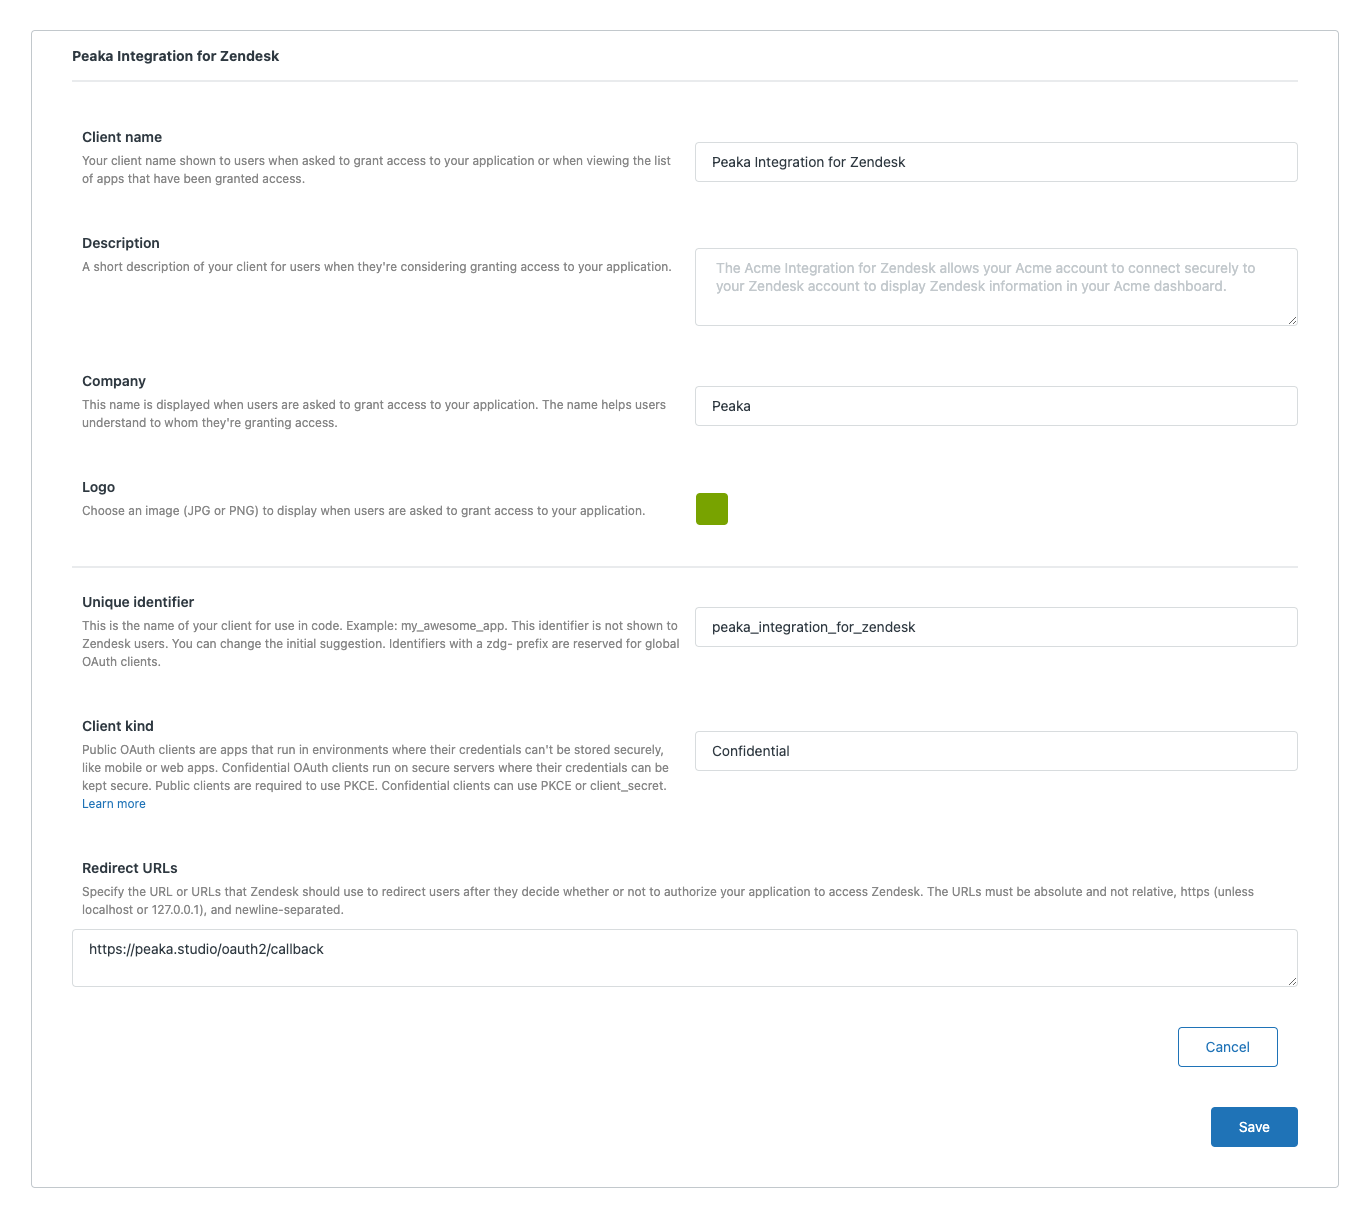 Peaka Integration for Zendesk
Client name
Your client name shown to users when asked to grant access to your application or when viewing the list
of apps that have been granted access.
Peaka Integration for Zendesk
Description
A short description of your client for users when they're considering granting access to your application.
The Acme Integration for Zendesk allows your Acme account to connect securely to
your Zendesk account to display Zendesk information in your Acme dashboard.
Company
This name is displayed when users are asked to grant access to your application. The name helps users
understand to whom they're granting access.
Peaka
Logo
Choose an image (JPG or PNG) to display when users are asked to grant access to your application.
Unique identifier
This is the name of your client for use in code. Example: my_awesome_app. This identifier is not shown to
Zendesk users. You can change the initial suggestion. Identifiers with a zdg- prefix are reserved for global
OAuth clients.
peaka_integration_for_zendesk
Client kind
Public OAuth clients are apps that run in environments where their credentials can't be stored securely,
like mobile or web apps. Confidential OAuth clients run on secure servers where their credentials can be
kept secure. Public clients are required to use PKCE. Confidential clients can use PKCE or client_secret.
Learn more
Confidential
Redirect URLs
Specify the URL or URLs that Zendesk should use to redirect users after they decide whether or not to authorize your application to access Zendesk. The URLs must be absolute and not relative, https (unless
localhost or 127.0.0.1), and newline-separated.
https://peaka.studio/oauth2/callback
Cancel
Save